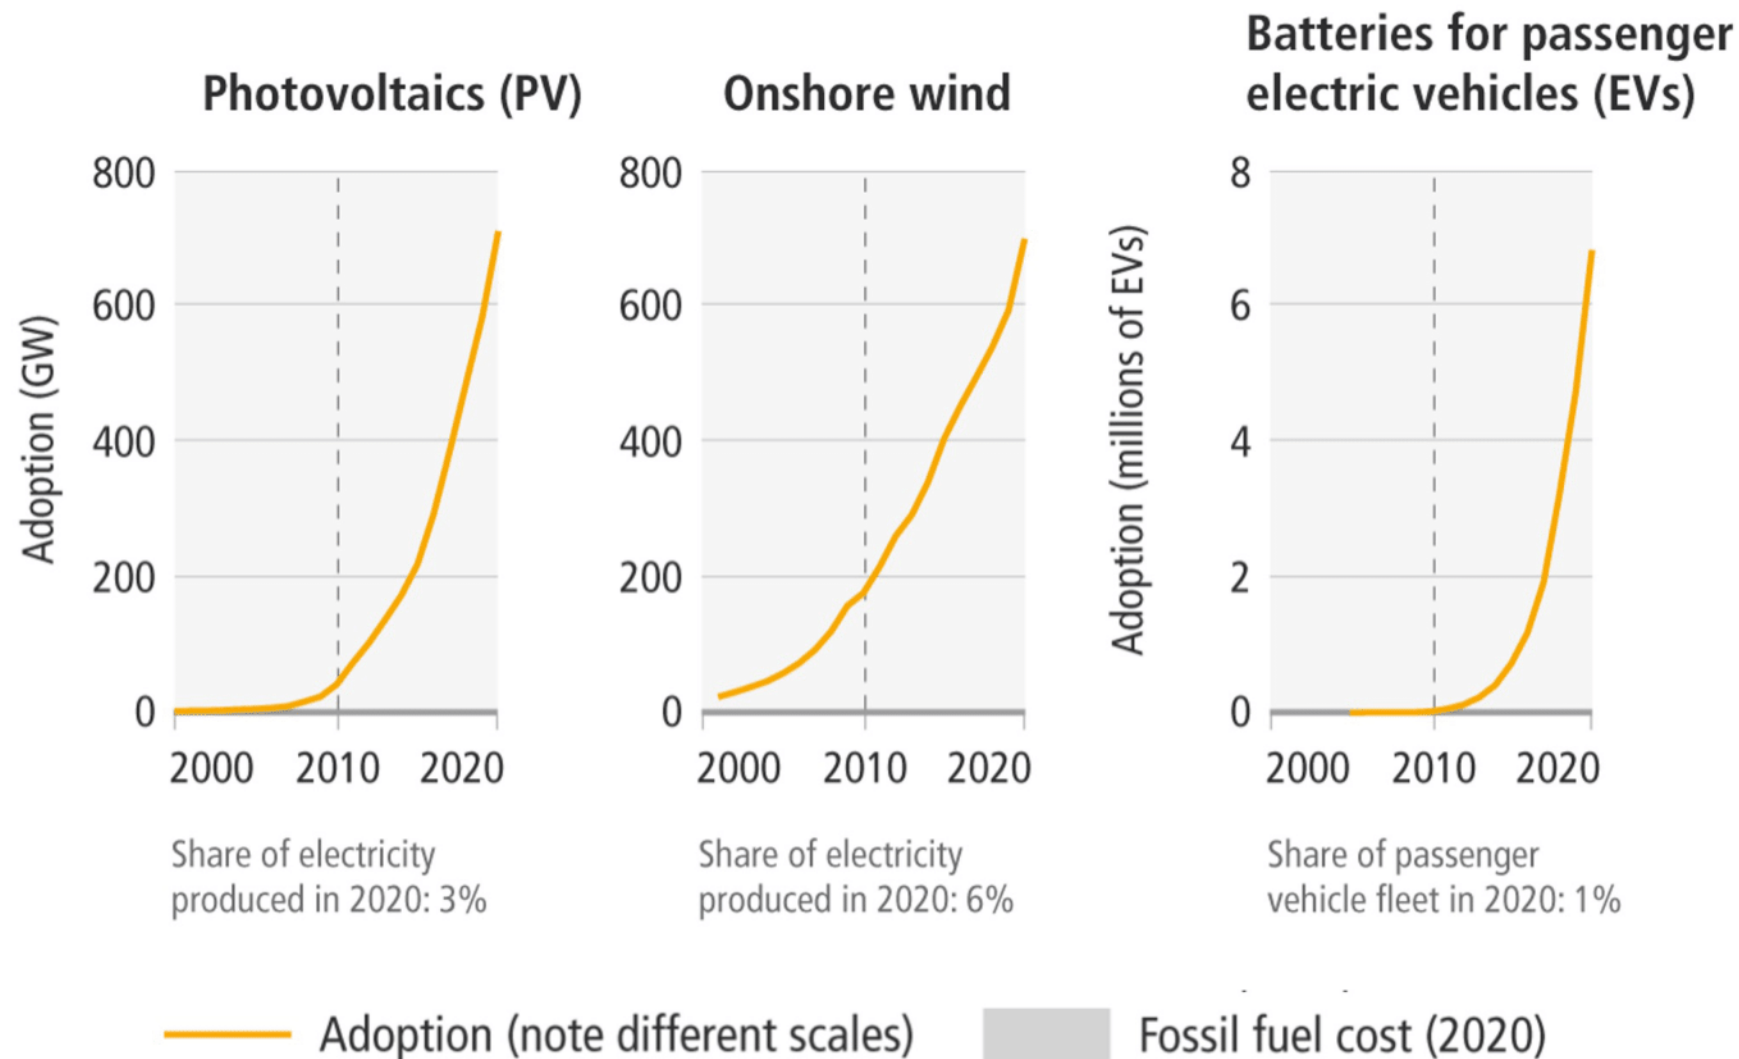 Photovoltaics (PV)
Onshore wind
Batteries for passenger
electric vehicles (EVs)
Adoption (GW)
800
600
400
200
0
2000 2010 2020
Share of electricity
produced in 2020: 3%
800
600
400
200
0
2000 2010 2020
Share of electricity
produced in 2020: 6%
Adoption (millions of EVs)
8
6
4
2
0
2000 2010 2020
Share of passenger
vehicle fleet in 2020: 1%
Adoption (note different scales)
Fossil fuel cost (2020)